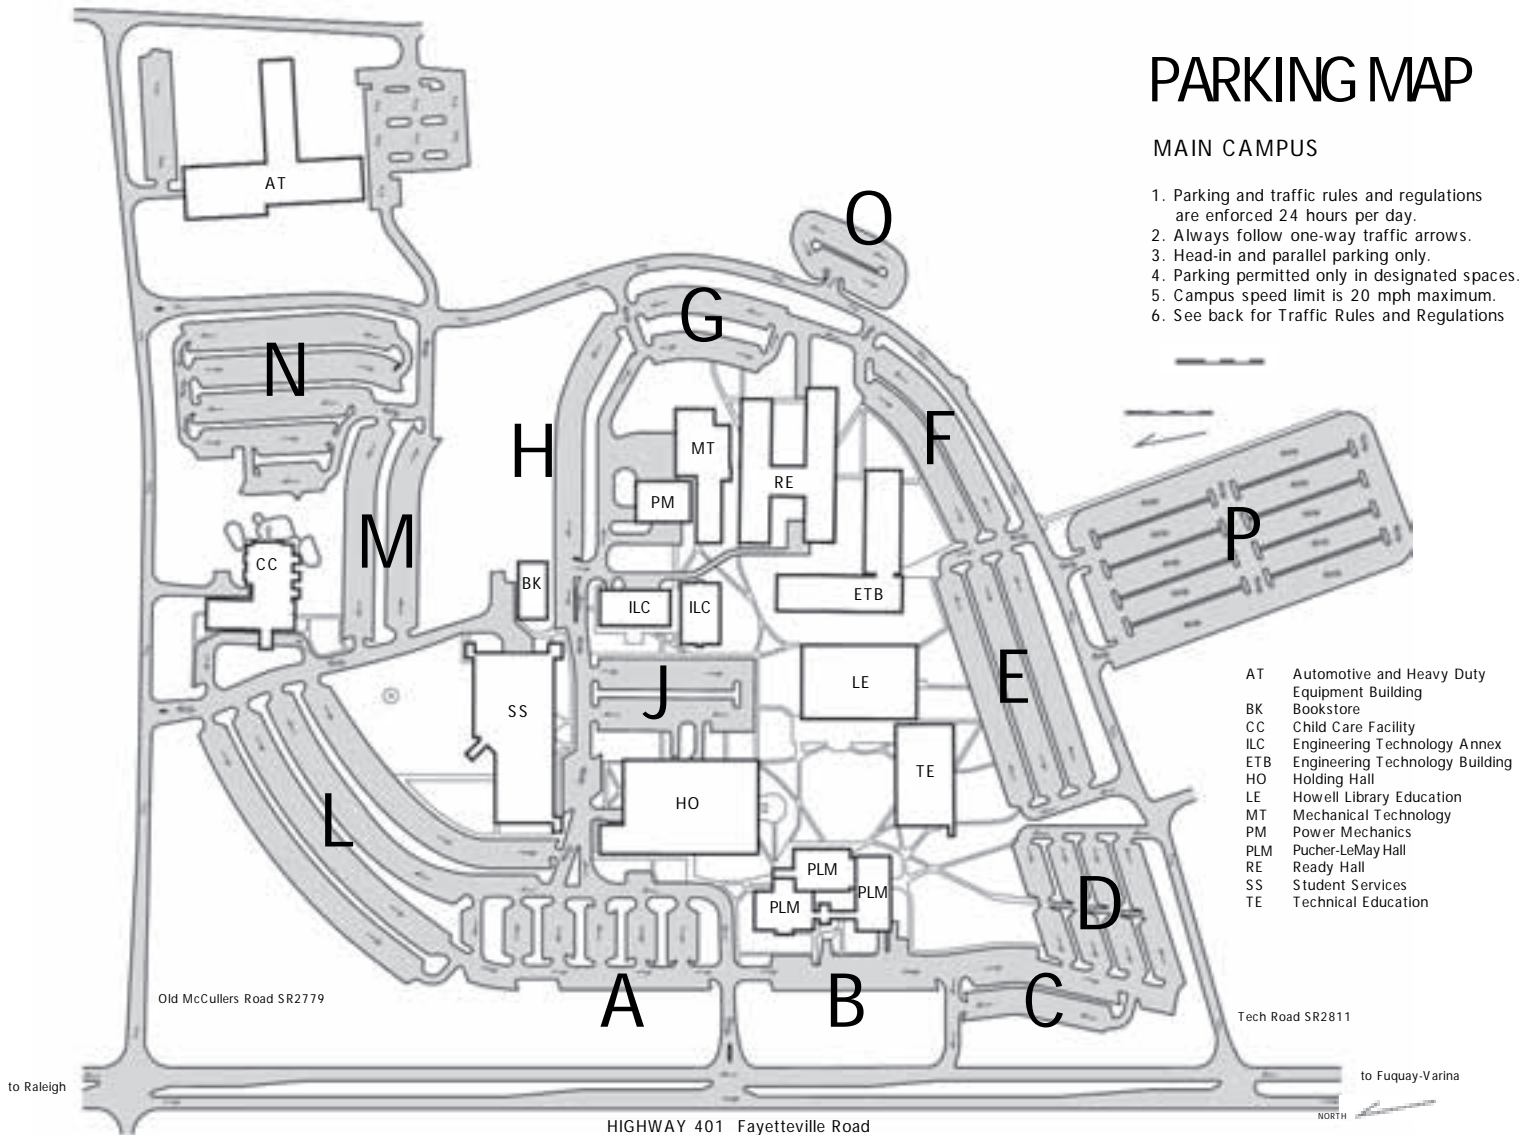 PARKING MAP
MAIN CAMPUS
1. Parking and traffic rules and regulations
are enforced 24 hours per day.
2. Always follow one-way traffic arrows.
3. Head-in and parallel parking only.
4. Parking permitted only in designated spaces.
5. Campus speed limit is 20 mph maximum.
6. See back for Traffic Rules and Regulations
AT
O
G
N
F
H
MT
RE
PM
P
M
CC
BK
ILC
ILC
ETB
E
LE
J
SS
TE
HO
L
PLM
PLM
PLM
D
A
B
C
AT Automotive and Heavy Duty
Equipment Building
BK Bookstore
CC Child Care Facility
ILC Engineering Technology Annex
ETB Engineering Technology Building
HO Holding Hall
LE Howell Library Education
MT Mechanical Technology
PM Power Mechanics
PLM Pucher-LeMay Hall
RE Ready Hall
SS Student Services
TE Technical Education
Old McCullers Road SR2779
Tech Road SR2811
to Raleigh
to Fuquay-Varina
NORTH
HIGHWAY 401 Fayetteville Road